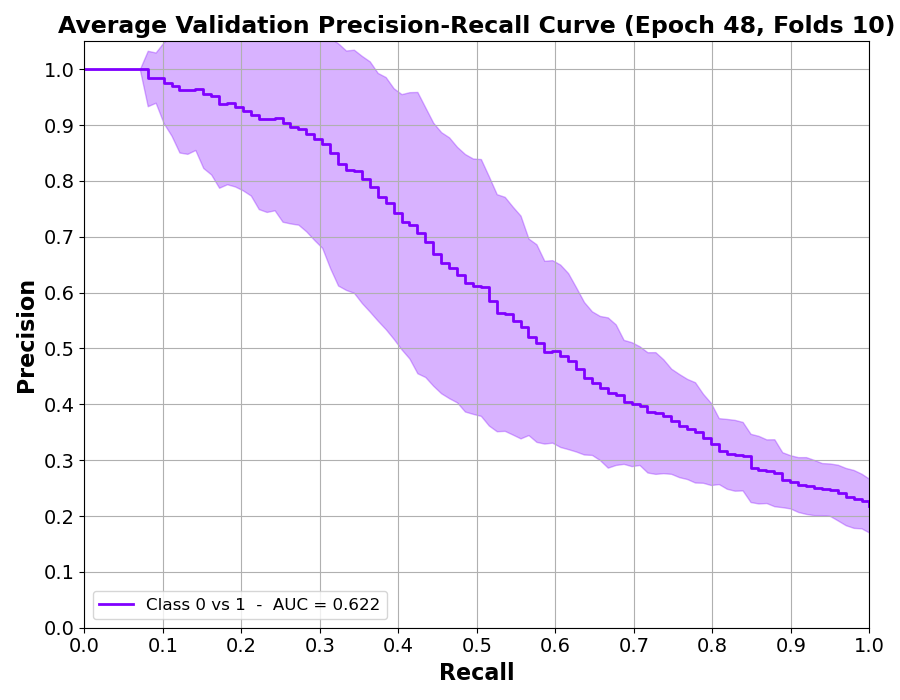 Average Validation Precision-Recall Curve (Epoch 48, Folds 10)
1.0
0.9
0.8
0.7
0.6
0.5
0.4
0.3
0.2
0.1
0.0
Precision
Class 0 vs 1 - AUC = 0.622
0.0 0.1 0.2 0.3 0.4 0.5 0.6 0.7 0.8 0.9 1.0
Recall